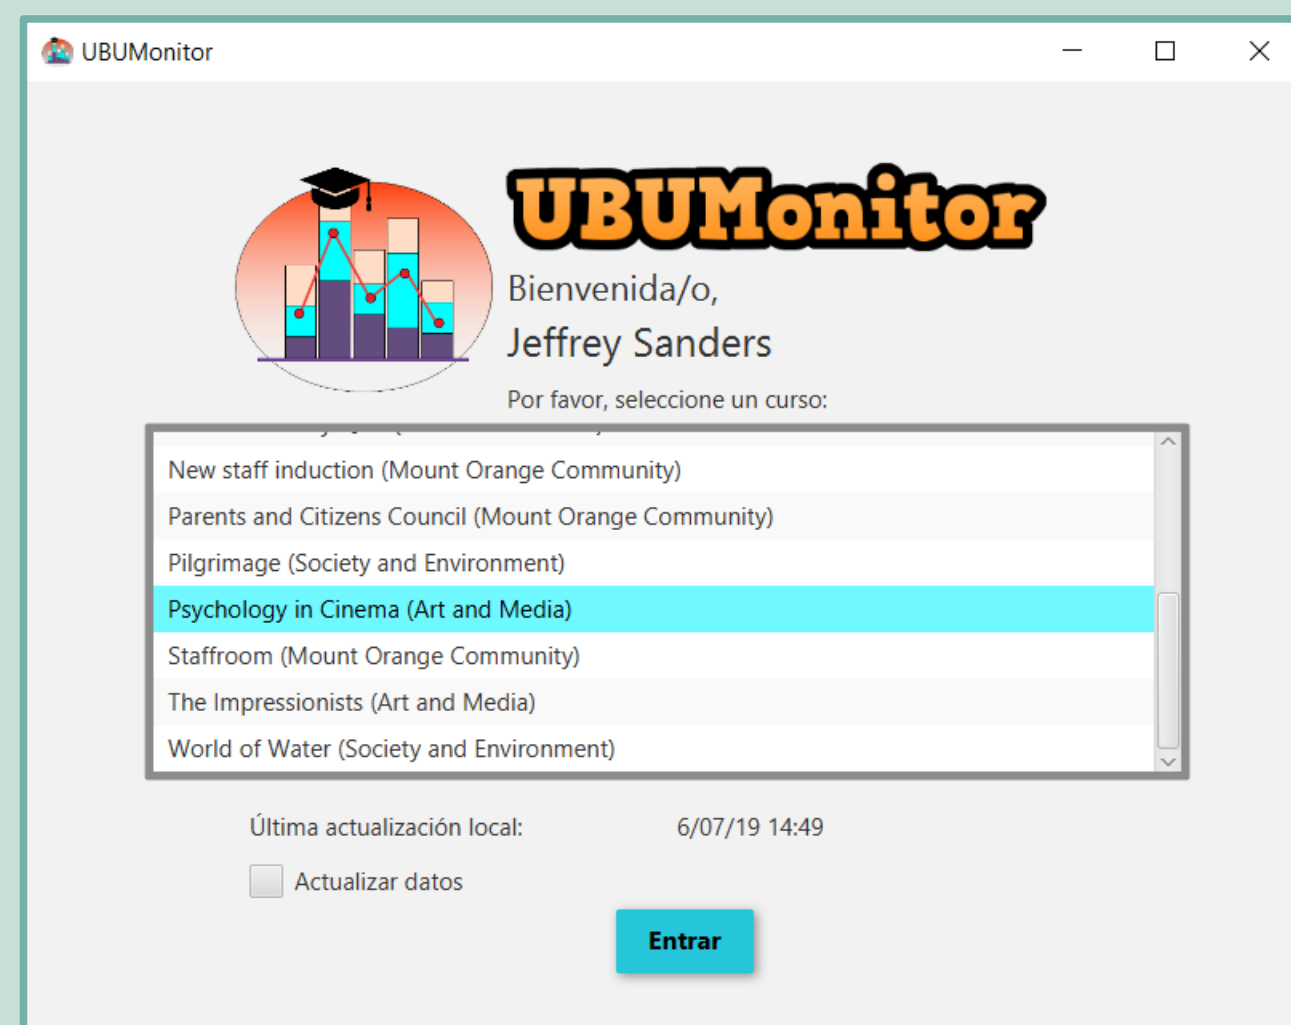 UBUMonitor
UBUMonitor
Bienvenida/o,
Jeffrey Sanders
Por favor, seleccione un curso:
New staff induction (Mount Orange Community)
Parents and Citizens Council (Mount Orange Community)
Pilgrimage (Society and Environment)
Psychology in Cinema (Art and Media)
Staffroom (Mount Orange Community)
The Impressionists (Art and Media)
World of Water (Society and Environment)
Última actualización local: 6/07/19 14:49
Actualizar datos
Entrar